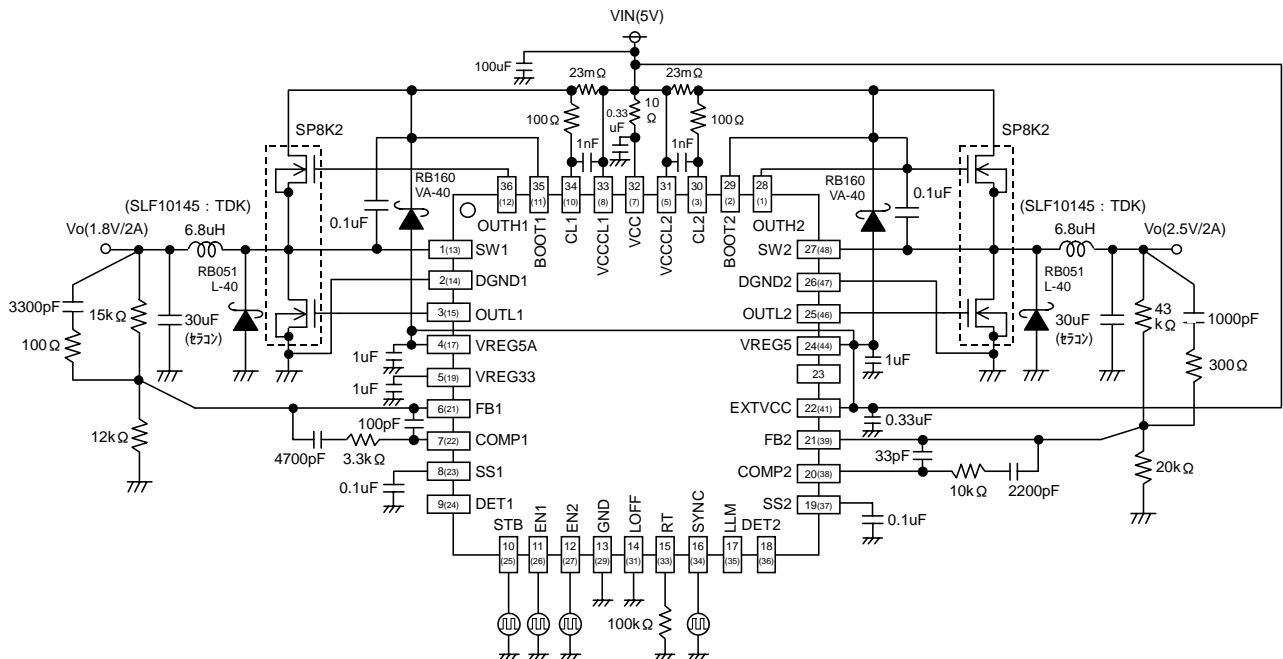 VIN(5V)
100uF
23mΩ
23mΩ
SP8K2
100Ω
0.33
uF
10
Ω
100Ω
SP8K2
1nF
1nF
RB160
VA-40
RB160
VA-40
0.1uF
0.1uF
36
(12)
35
(11)
34
(10)
33
(8)
32
(7)
31
(5)
30
(3)
29
(2)
28
(1)
OUTH1
BOOT1
CL1
VCCCL1
VCC
VCCCL2
CL2
BOOT2
OUTH2
(SLF10145 : TDK)
(SLF10145 : TDK)
Vo(1.8V/2A)
6.8uH
6.8uH
Vo(2.5V/2A)
1(13)
SW1
SW2
27(48)
RB051
L-40
RB051
L-40
2(14)
DGND1
DGND2
26(47)
3300pF
15kΩ
30uF
(ｾﾗｺﾝ)
3(15)
OUTL1
OUTL2
25(46)
30uF
(ｾﾗｺﾝ)
43
kΩ
1000pF
100Ω
1uF
4(17)
VREG5A
VREG5
24(44)
1uF
300Ω
1uF
5(19)
VREG33
23
6(21)
FB1
EXTVCC
22(41)
0.33uF
12kΩ
100pF
7(22)
COMP1
FB2
21(39)
4700pF
3.3kΩ
33pF
8(23)
SS1
COMP2
20(38)
10kΩ
2200pF
20kΩ
0.1uF
9(24)
DET1
SS2
19(37)
0.1uF
STB
EN1
EN2
GND
LOFF
RT
SYNC
LLM
DET2
10
(25)
11
(26)
12
(27)
13
(29)
14
(31)
15
(33)
16
(34)
17
(35)
18
(36)
100kΩ